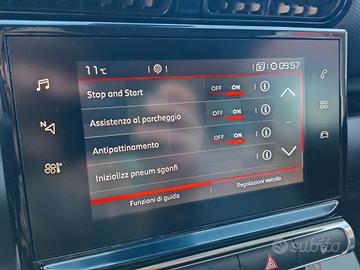 11°C 09:57
Stop and Start OFF ON
Assistenza al parcheggio OFF ON
Antipattinamento OFF ON
Inizializz pneum sgonfi
Funzioni di guida Regolazioni veicolo
subito